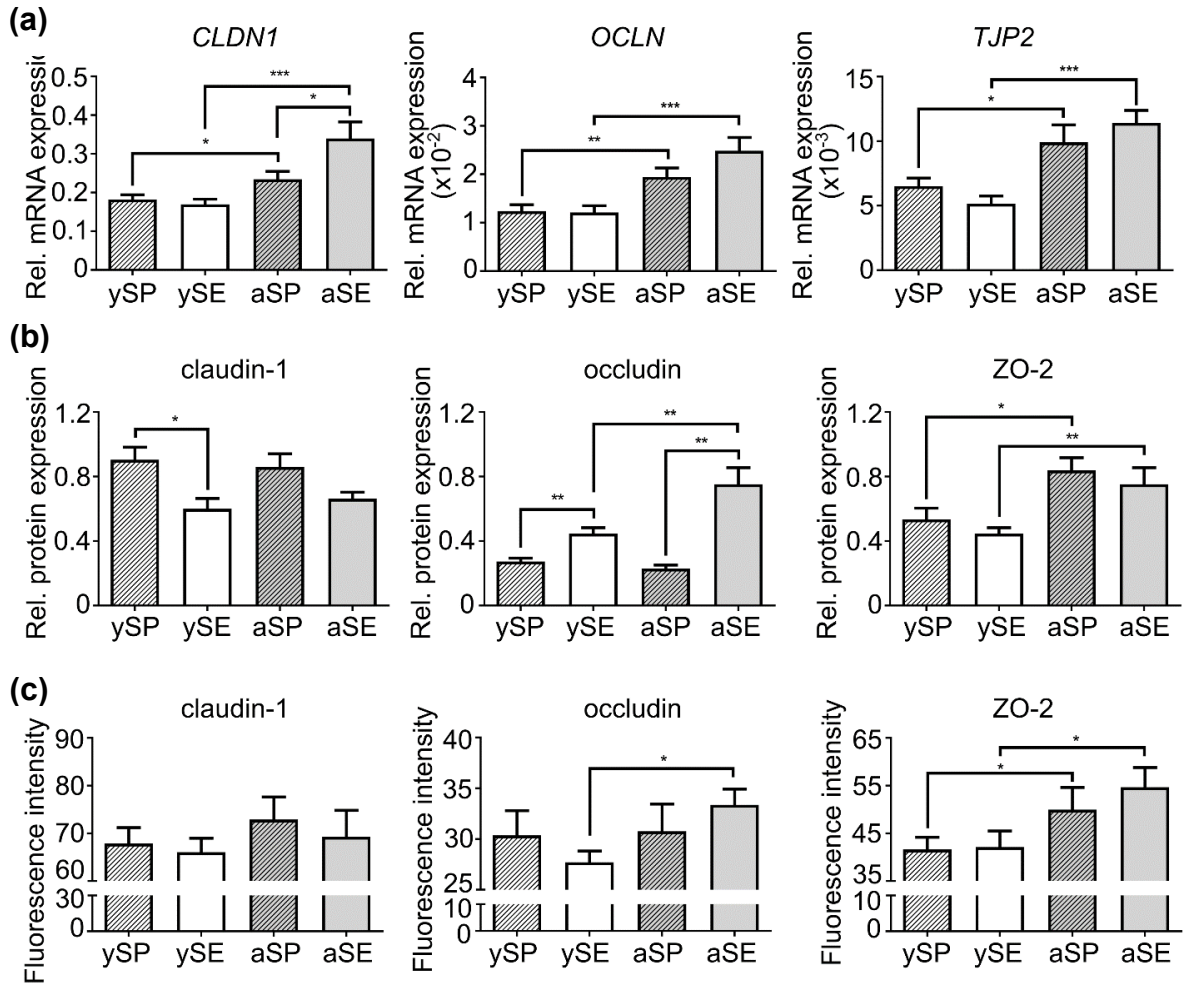 (a)
CLDN1
OCLN
TJP2
Rel. mRNA expression
0.5
0.4
0.3
0.2
0.1
0
***
*
*
ySP ySE aSP aSE
Rel. mRNA expression
(x10-2)
4
3
2
1
0
***
**
ySP ySE aSP aSE
Rel. mRNA expression
(x10-3)
15
10
5
0
***
*
ySP ySE aSP aSE
(b)
claudin-1
occludin
ZO-2
Rel. protein expression
1.2
0.8
0.4
0
*
ySP ySE aSP aSE
Rel. protein expression
1.2
0.8
0.4
0
**
**
**
ySP ySE aSP aSE
Rel. protein expression
1.2
0.8
0.4
0
*
**
ySP ySE aSP aSE
(c)
claudin-1
occludin
ZO-2
Fluorescence intensity
90
80
70
60
30
0
ySP ySE aSP aSE
Fluorescence intensity
40
35
30
25
10
0
*
ySP ySE aSP aSE
Fluorescence intensity
65
55
45
35
10
0
*
*
ySP ySE aSP aSE